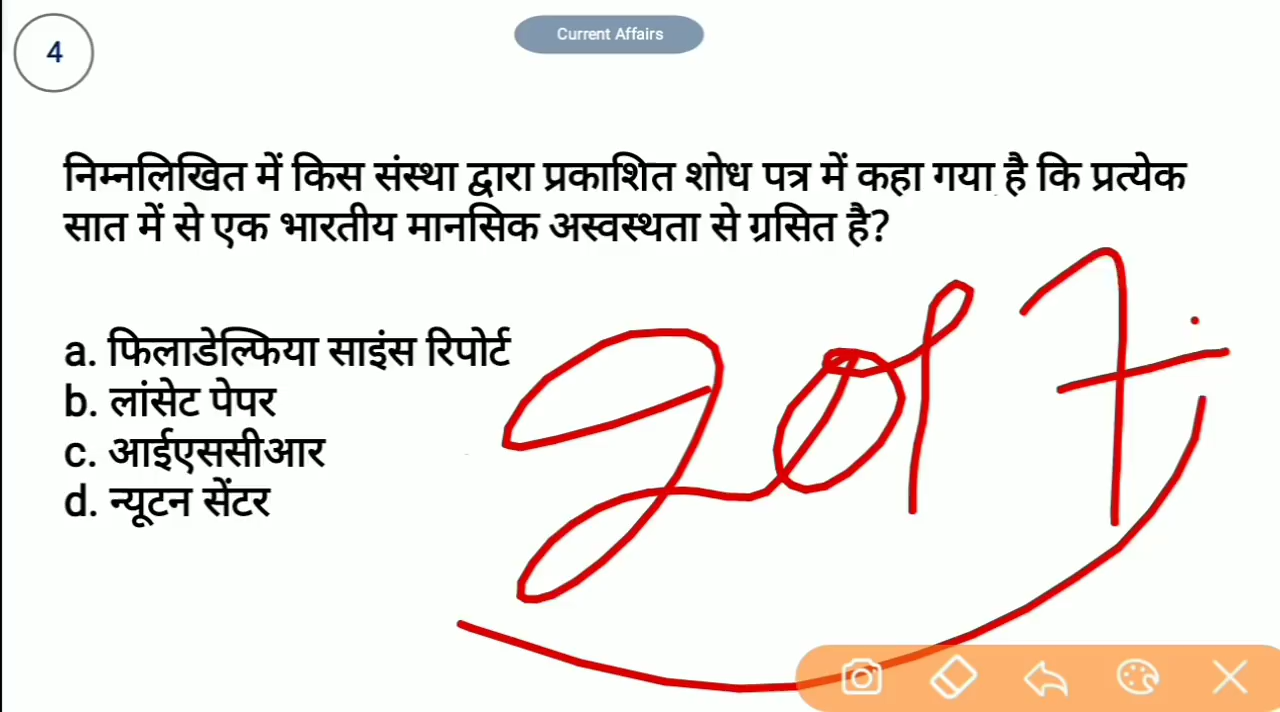 4
Current Affairs
निम्नलिखित में किस संस्था द्वारा प्रकाशित शोध पत्र में कहा गया है कि प्रत्येक
सात में से एक भारतीय मानसिक अस्वस्थता से ग्रसित है?
a. फिलाडेल्फिया साइंस रिपोर्ट
b. लांसेट पेपर
c. आईएससीआर
d. न्यूटन सेंटर
2017